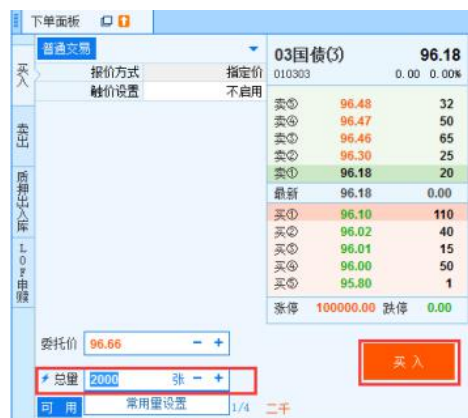 下单面板
普通交易
买入
卖出
质押出入库
LOF申赎
报价方式 指定价
触价设置 不启用
03国债(3) 96.18
010303 0.00 0.00%
卖⑤ 96.48 32
卖④ 96.47 50
卖③ 96.46 65
卖② 96.30 25
卖① 96.18 20
最新 96.18 0.00
买① 96.10 110
买② 96.02 40
买③ 96.01 15
买④ 96.00 50
买⑤ 95.80 1
涨停 100000.00 跌停 0.00
委托价 96.66 - +
总量 2000 张 - +
买入
可用 常用量设置 1/4 二千